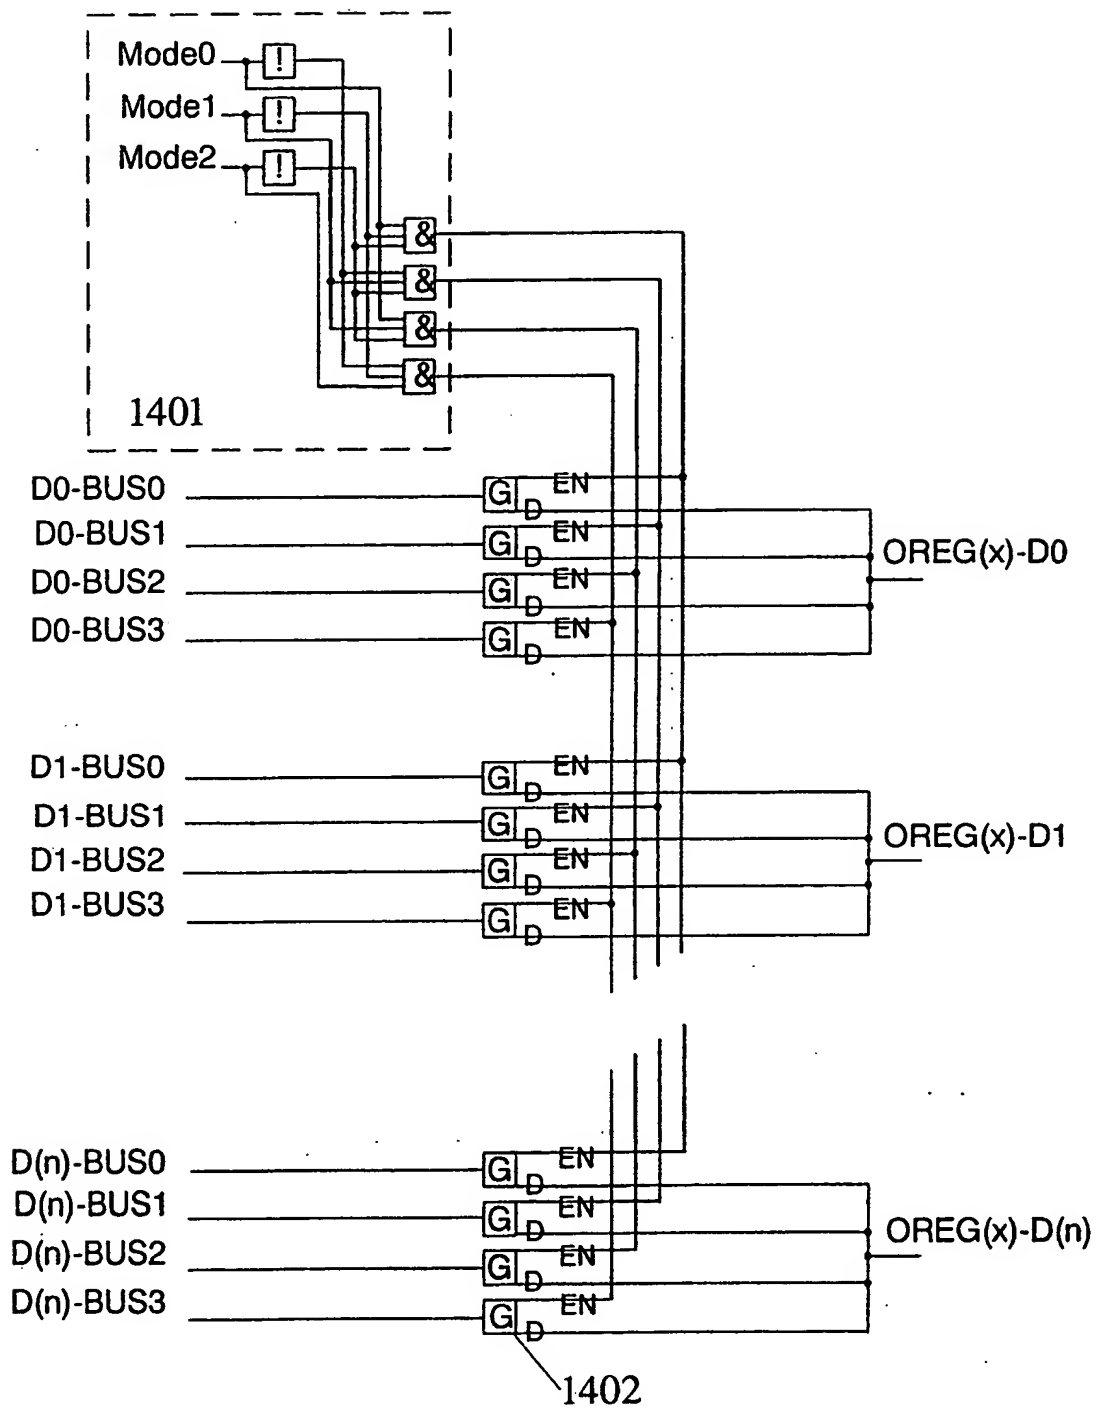 Mode0 !
Mode1 !
Mode2 !
&
&
&
&
1401
D0-BUS0 G EN D
D0-BUS1 G EN D
D0-BUS2 G EN D
D0-BUS3 G EN D
OREG(x)-D0
D1-BUS0 G EN D
D1-BUS1 G EN D
D1-BUS2 G EN D
D1-BUS3 G EN D
OREG(x)-D1
D(n)-BUS0 G EN D
D(n)-BUS1 G EN D
D(n)-BUS2 G EN D
D(n)-BUS3 G EN D
OREG(x)-D(n)
1402